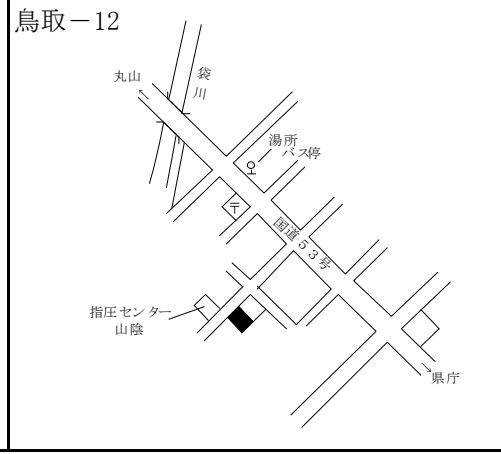 鳥取－12
丸山
←
袋
川
湯所
バス停
〒
国道53号
指圧センター
山陰
→
県庁